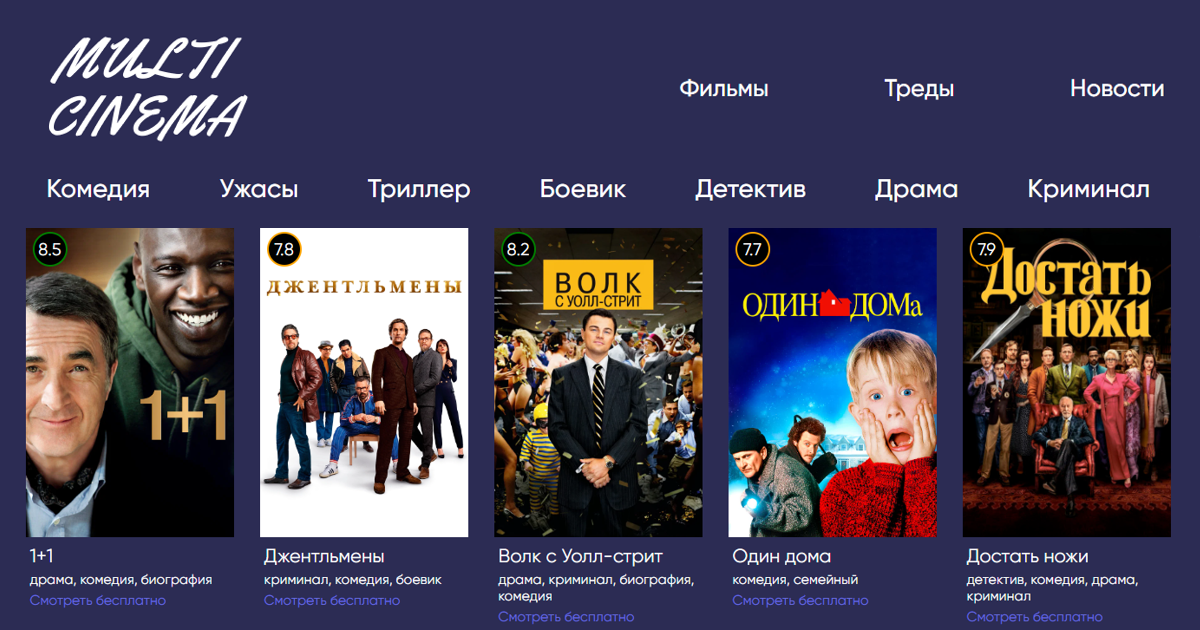 MULTI
CINEMA
Фильмы
Треды
Новости
Комедия
Ужасы
Триллер
Боевик
Детектив
Драма
Криминал
8.5
1+1
7.8
ДЖЕНТЛЬМЕНЫ
8.2
ВОЛК
С УОЛЛ-СТРИТ
7.7
ОДИН ДОМа
7.9
Достать
ножи
1+1
драма, комедия, биография
Смотреть бесплатно
Джентльмены
криминал, комедия, боевик
Смотреть бесплатно
Волк с Уолл-стрит
драма, криминал, биография,
комедия
Смотреть бесплатно
Один дома
комедия, семейный
Смотреть бесплатно
Достать ножи
детектив, комедия, драма,
криминал
Смотреть бесплатно